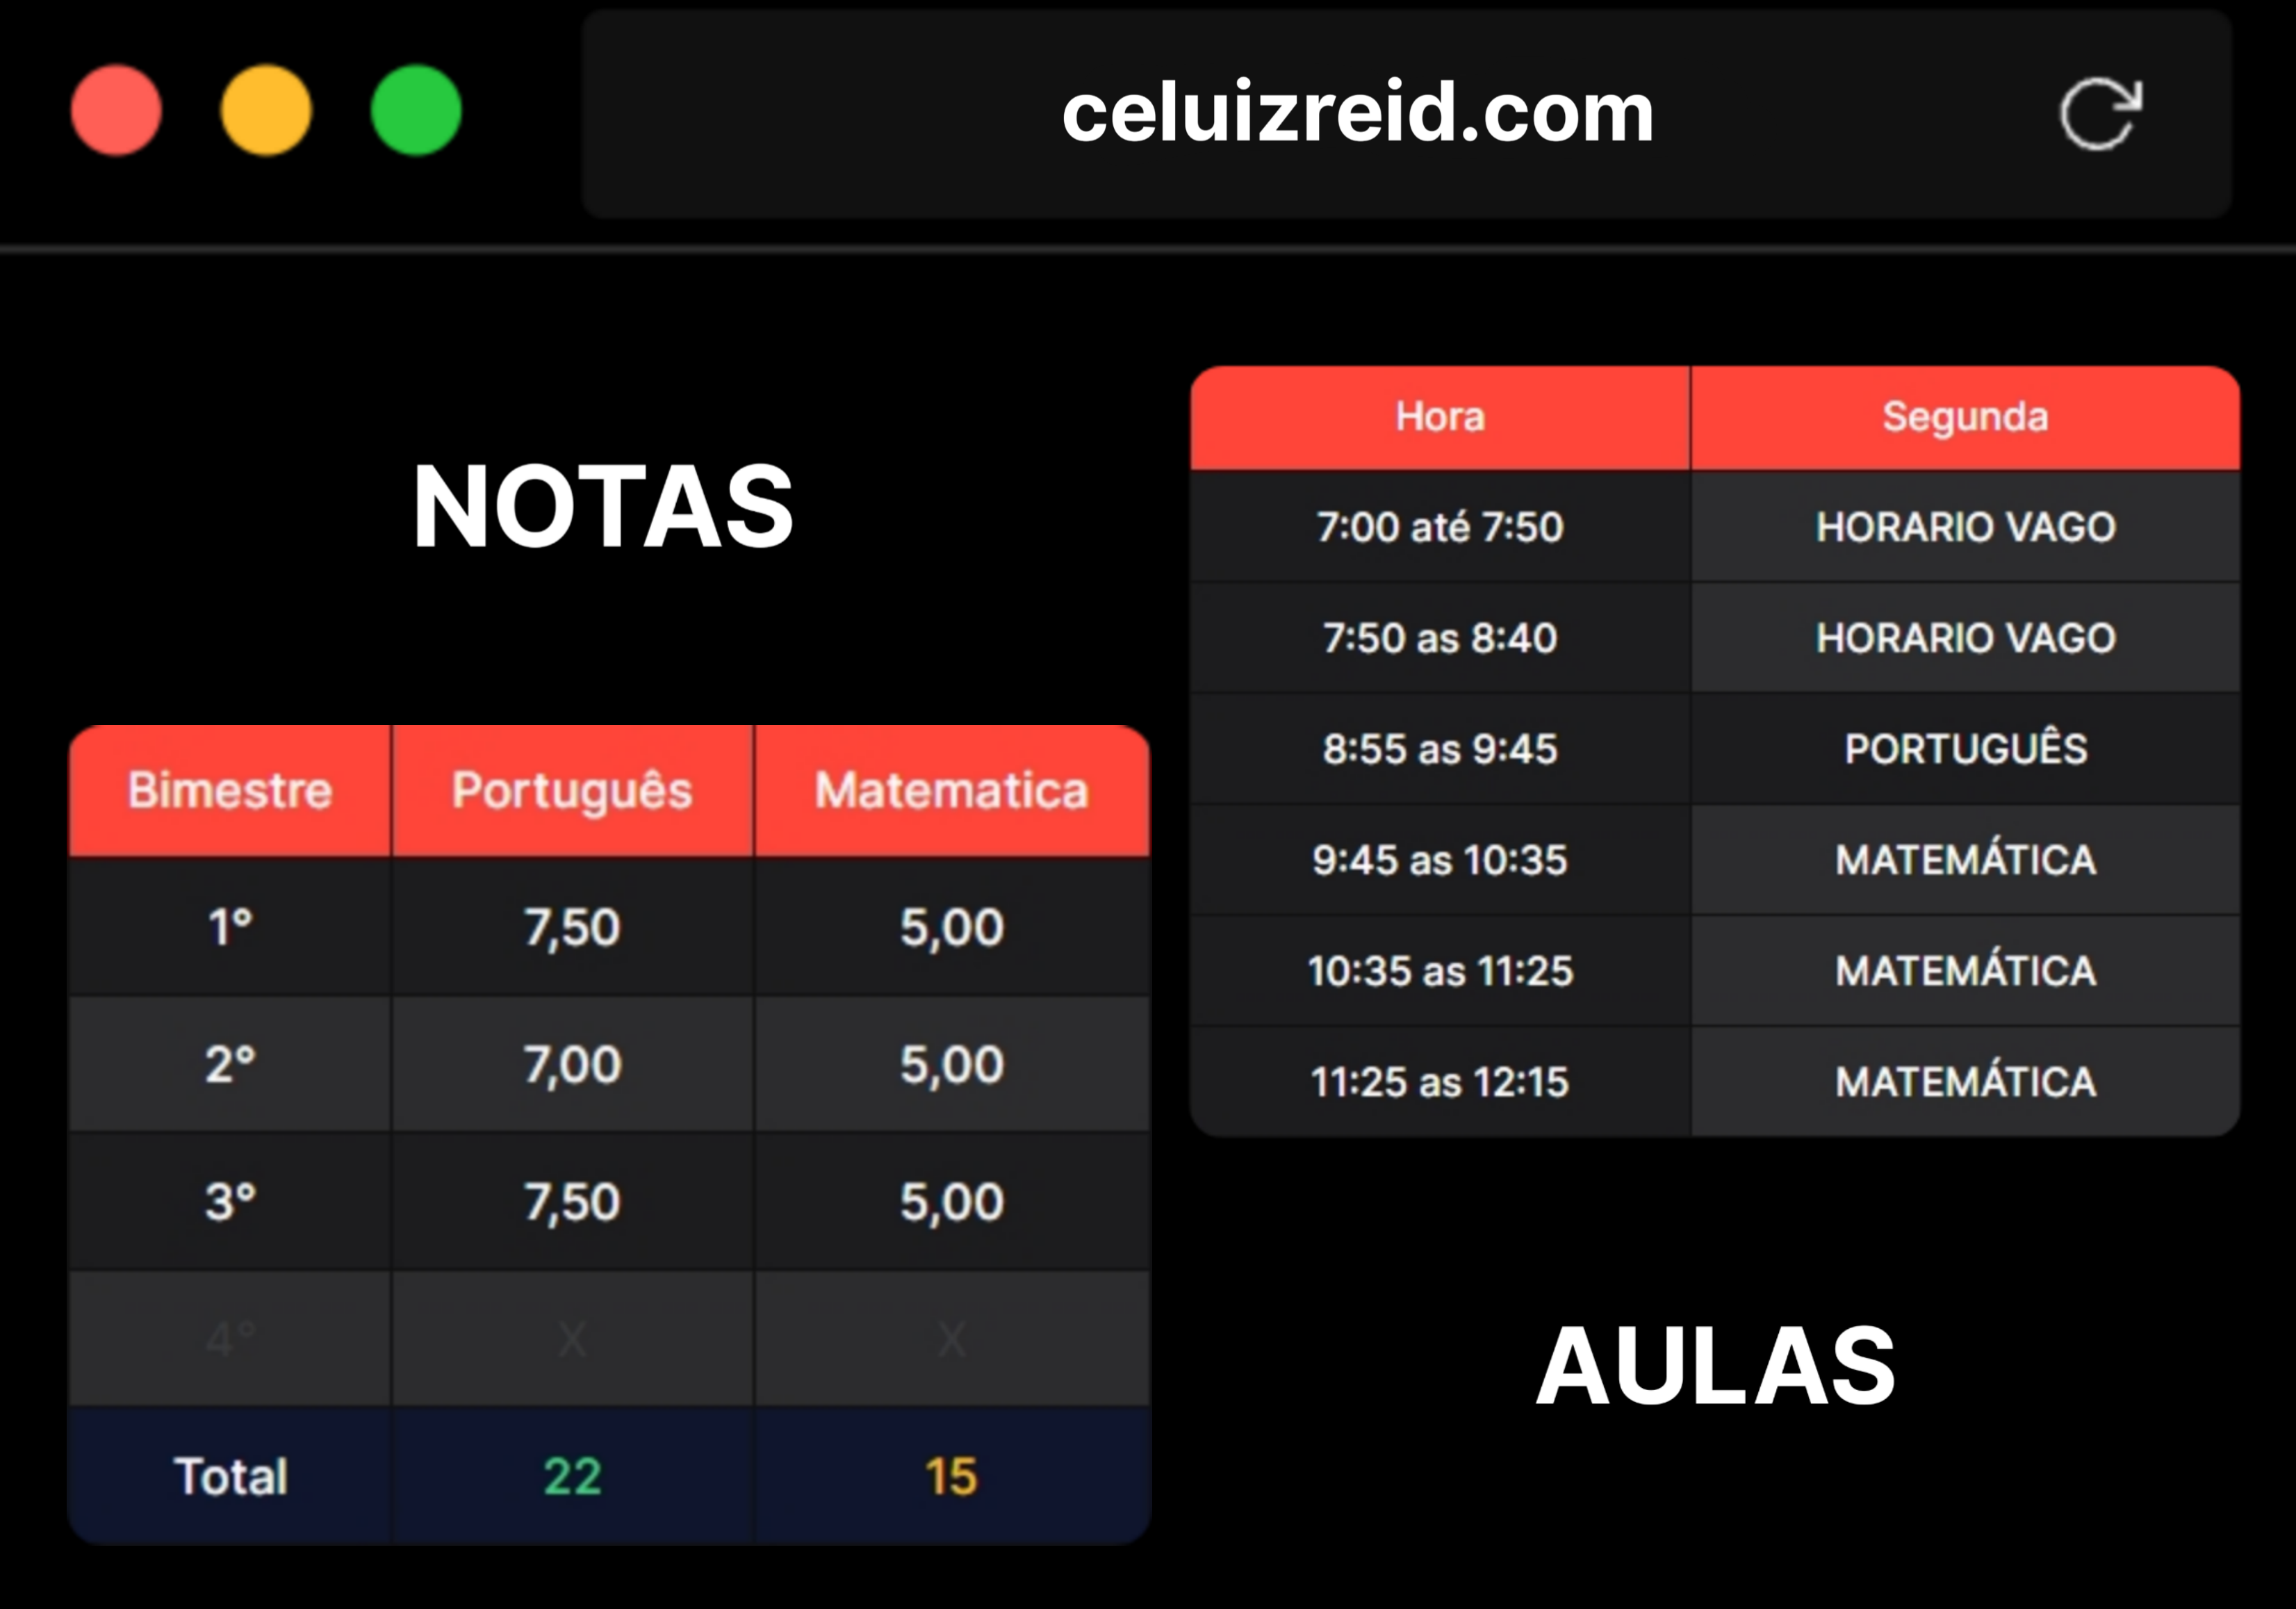 celuizreid.com
NOTAS
Bimestre Português Matematica
1° 7,50 5,00
2° 7,00 5,00
3° 7,50 5,00
4° X X
Total 22 15
Hora Segunda
7:00 até 7:50 HORARIO VAGO
7:50 as 8:40 HORARIO VAGO
8:55 as 9:45 PORTUGUÊS
9:45 as 10:35 MATEMÁTICA
10:35 as 11:25 MATEMÁTICA
11:25 as 12:15 MATEMÁTICA
AULAS